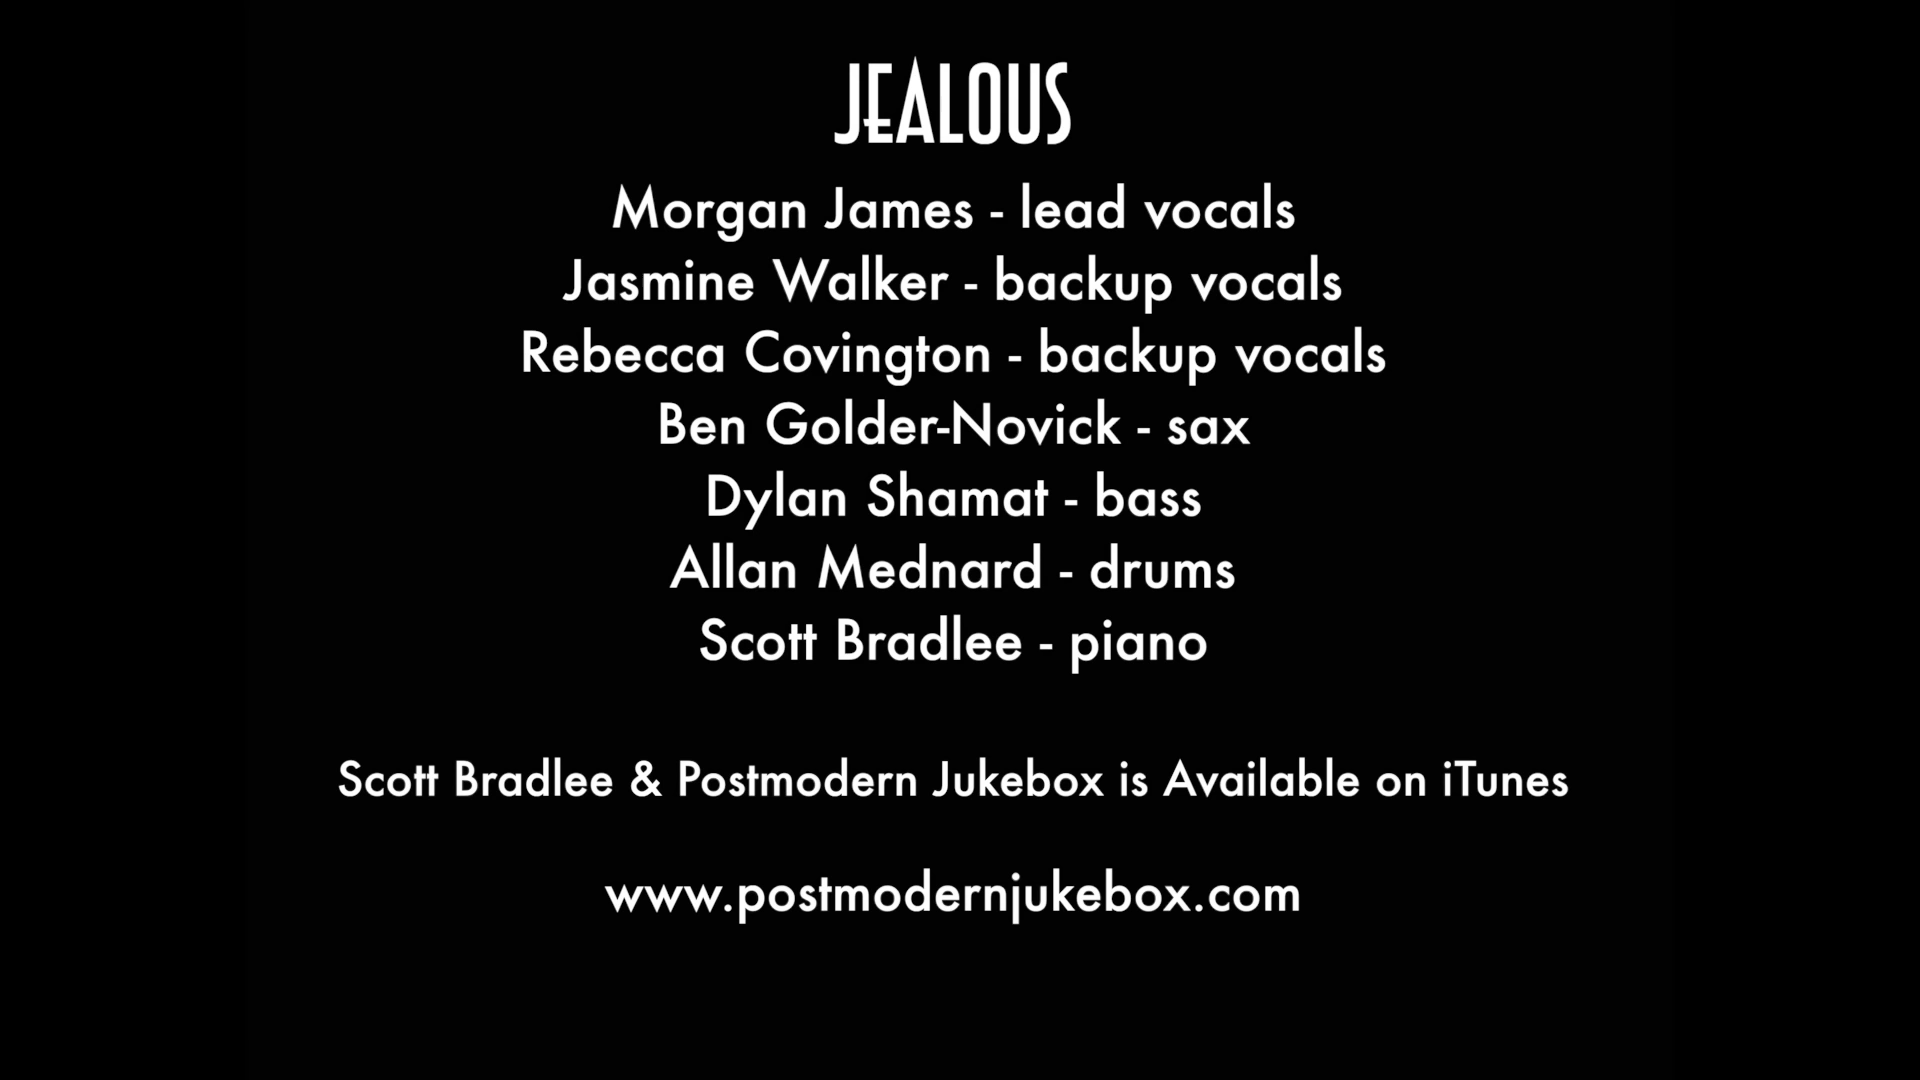 JEALOUS
Morgan James - lead vocals
Jasmine Walker - backup vocals
Rebecca Covington - backup vocals
Ben Golder-Novick - sax
Dylan Shamat - bass
Allan Mednard - drums
Scott Bradlee - piano
Scott Bradlee & Postmodern Jukebox is Available on iTunes
www.postmodernjukebox.com